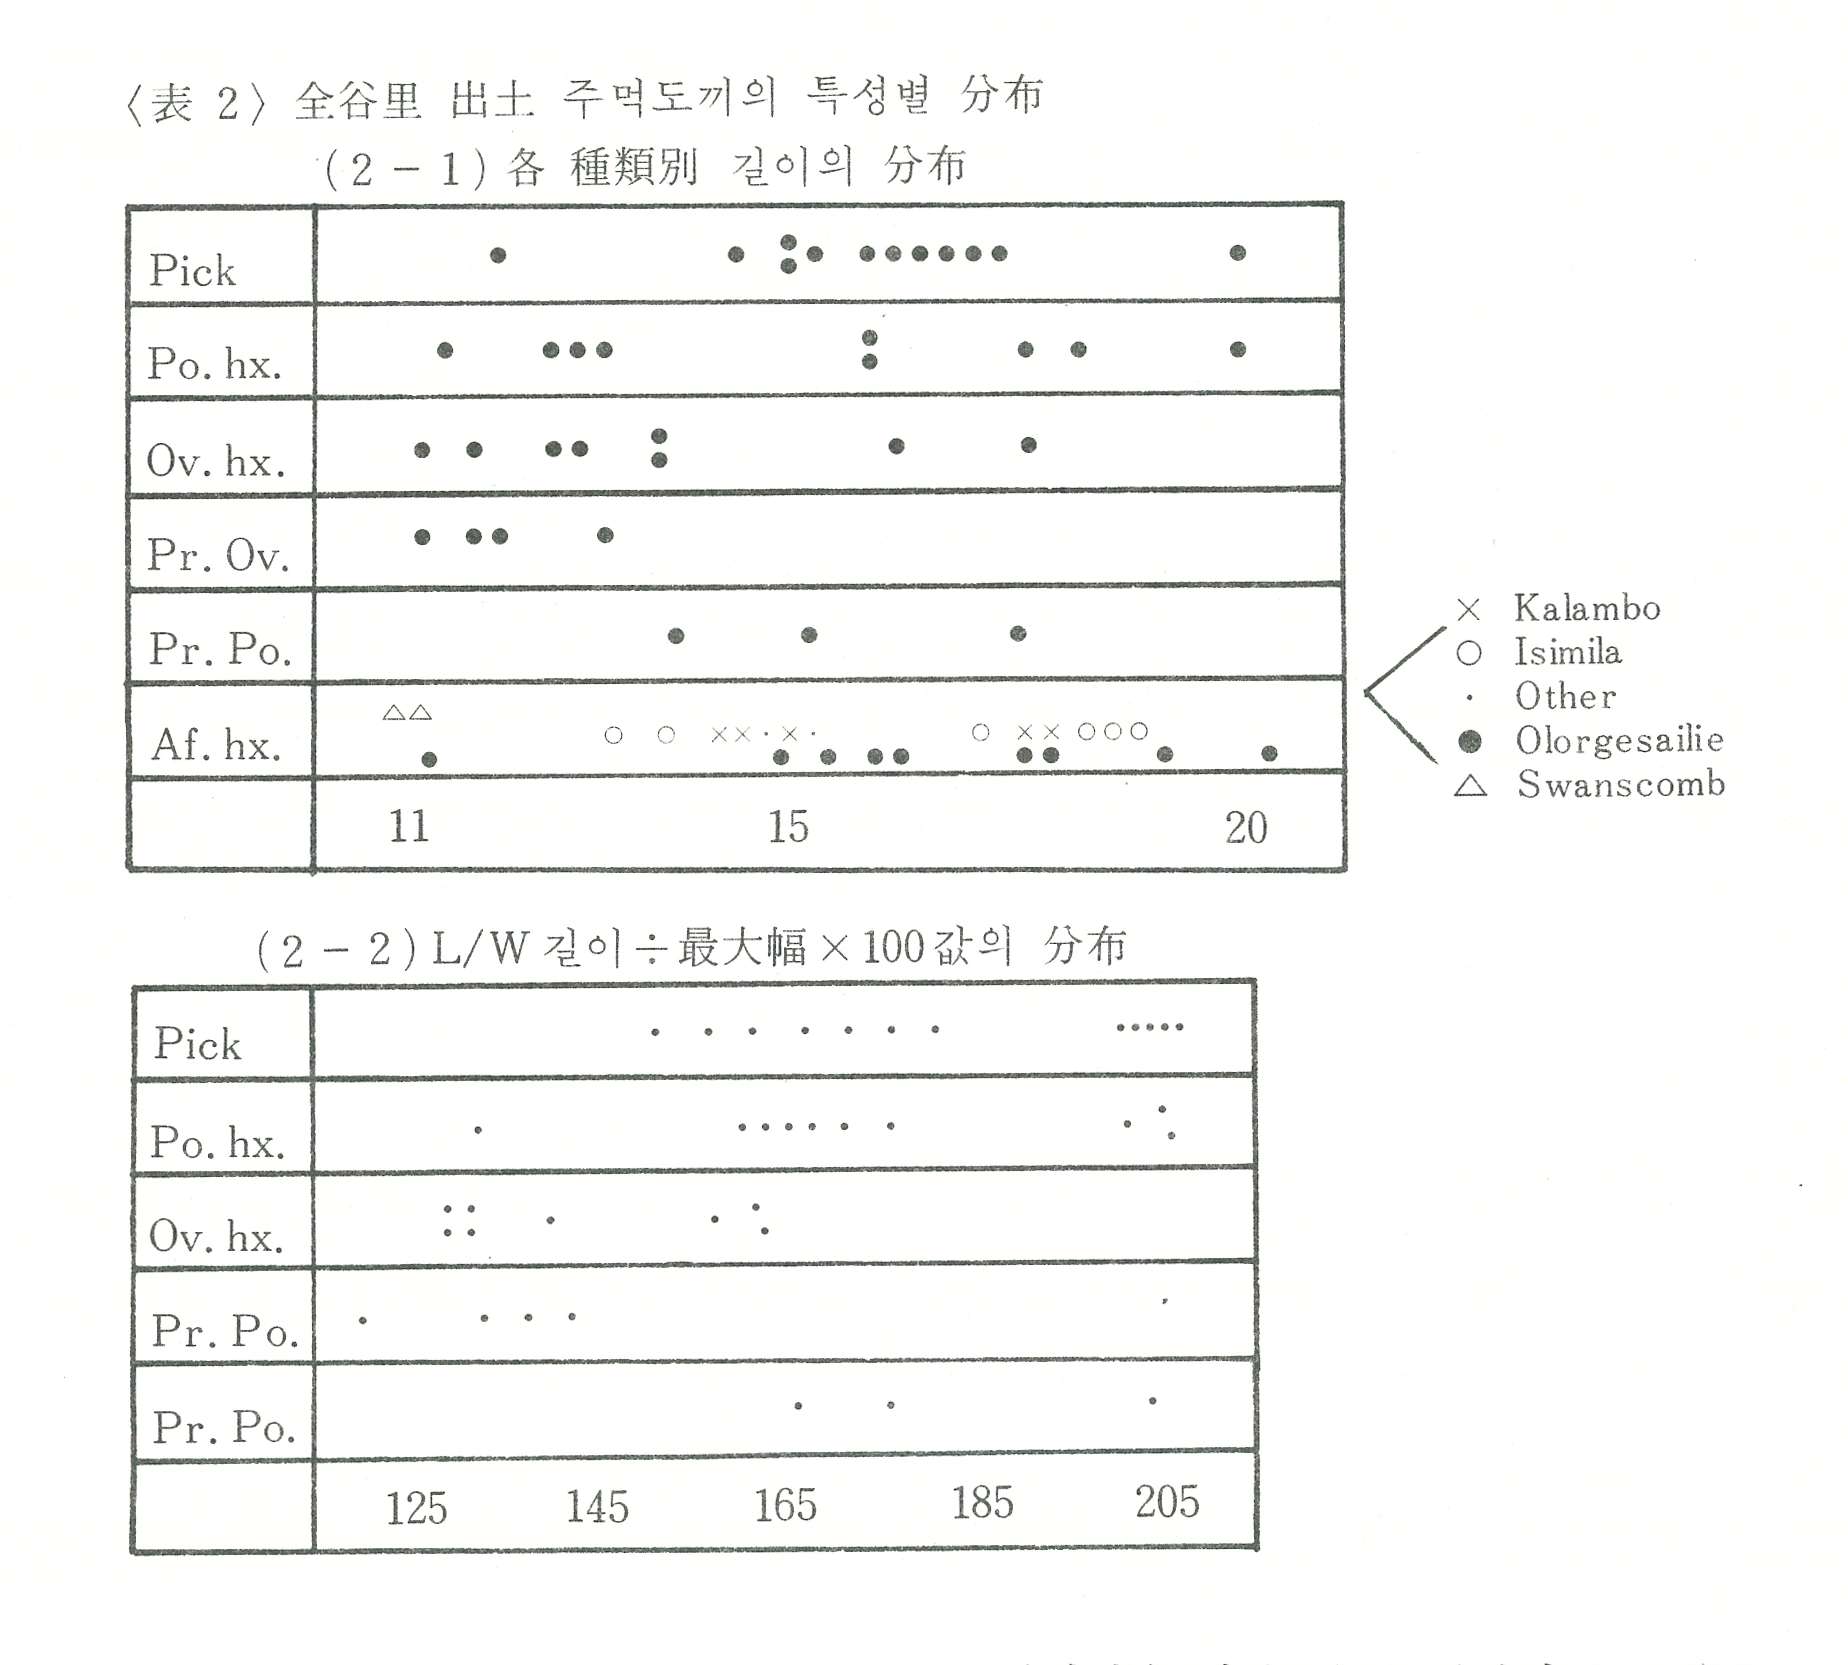 〈表 2〉 全谷里 出土 주먹도끼의 특성별 分布
(2－1) 各 種類別 길이의 分布
Pick
Po. hx.
Ov. hx.
Pr. Ov.
Pr. Po.
Af. hx.
11 15 20
× Kalambo
○ Isimila
· Other
● Olorgesailie
△ Swanscomb
(2－2) L/W 길이÷最大幅×100값의 分布
Pick
Po. hx.
Ov. hx.
Pr. Po.
Pr. Po.
125 145 165 185 205